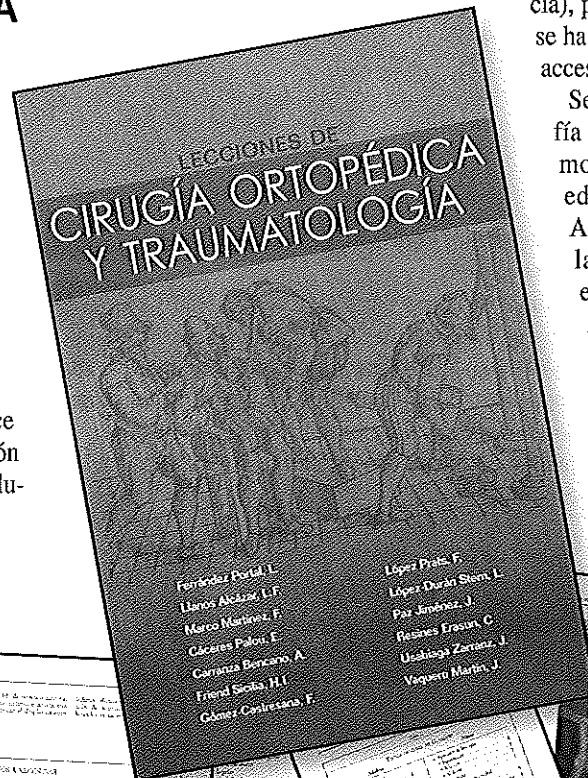 A
cia), p
se ha
acces
Se
fía
mo
ed
A
la
e
ce
ón
lu-
LECCIONES DE
CIRUGÍA ORTOPÉDICA
Y TRAUMATOLOGÍA
Ferrández Portal, L.
Llanos Alcázar, L.F.
Marco Martínez, F.
Cáceres Palou, E.
Carranza Bencano, A.
Friend Sicilia, H.I.
Gómez-Castresana, F.
López Prats, F.
López-Durán Stern, L.
Paz Jiménez, J.
Resines Erasun, C.
Usabiaga Zarranz, J.
Vaquero Martín, J.